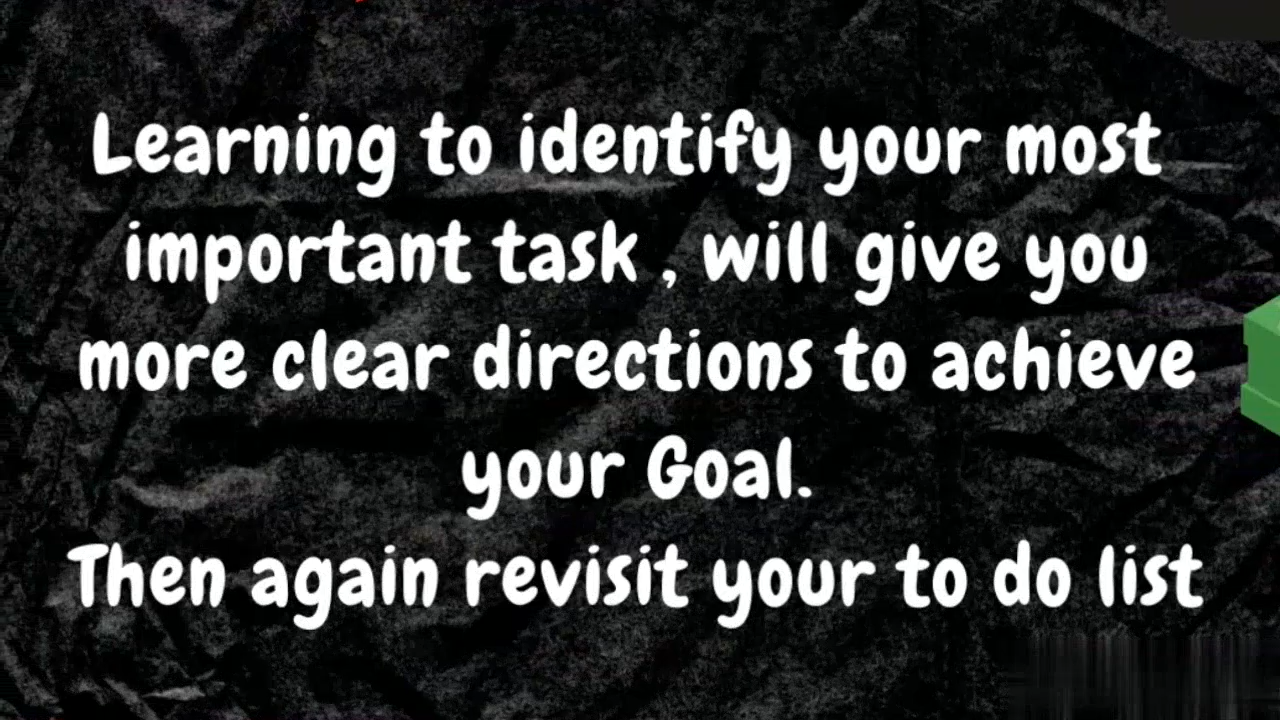 Learning to identify your most
important task , will give you
more clear directions to achieve
your Goal.
Then again revisit your to do list